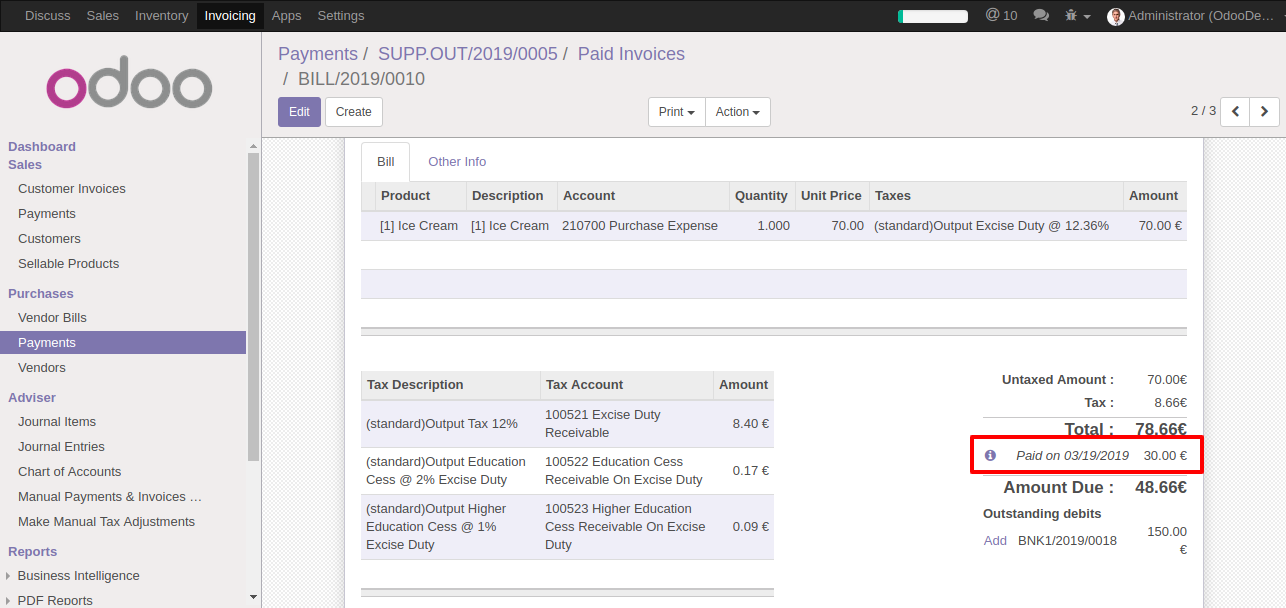 Discuss Sales Inventory Invoicing Apps Settings @ 10 Administrator (OdooDe...
odoo
Payments / SUPP.OUT/2019/0005 / Paid Invoices
/ BILL/2019/0010
Edit Create Print Action 2 / 3
Dashboard
Sales
Customer Invoices
Payments
Customers
Sellable Products
Purchases
Vendor Bills
Payments
Vendors
Adviser
Journal Items
Journal Entries
Chart of Accounts
Manual Payments & Invoices ...
Make Manual Tax Adjustments
Reports
Business Intelligence
PDF Reports
Bill Other Info
Product Description Account Quantity Unit Price Taxes Amount
[1] Ice Cream [1] Ice Cream 210700 Purchase Expense 1.000 70.00 (standard)Output Excise Duty @ 12.36% 70.00 €
Tax Description Tax Account Amount
(standard)Output Tax 12% 100521 Excise Duty Receivable 8.40 €
(standard)Output Education Cess @ 2% Excise Duty 100522 Education Cess Receivable On Excise Duty 0.17 €
(standard)Output Higher Education Cess @ 1% Excise Duty 100523 Higher Education Cess Receivable On Excise Duty 0.09 €
Untaxed Amount : 70.00€
Tax : 8.66€
Total : 78.66€
Paid on 03/19/2019 30.00 €
Amount Due : 48.66€
Outstanding debits
Add BNK1/2019/0018 150.00 €